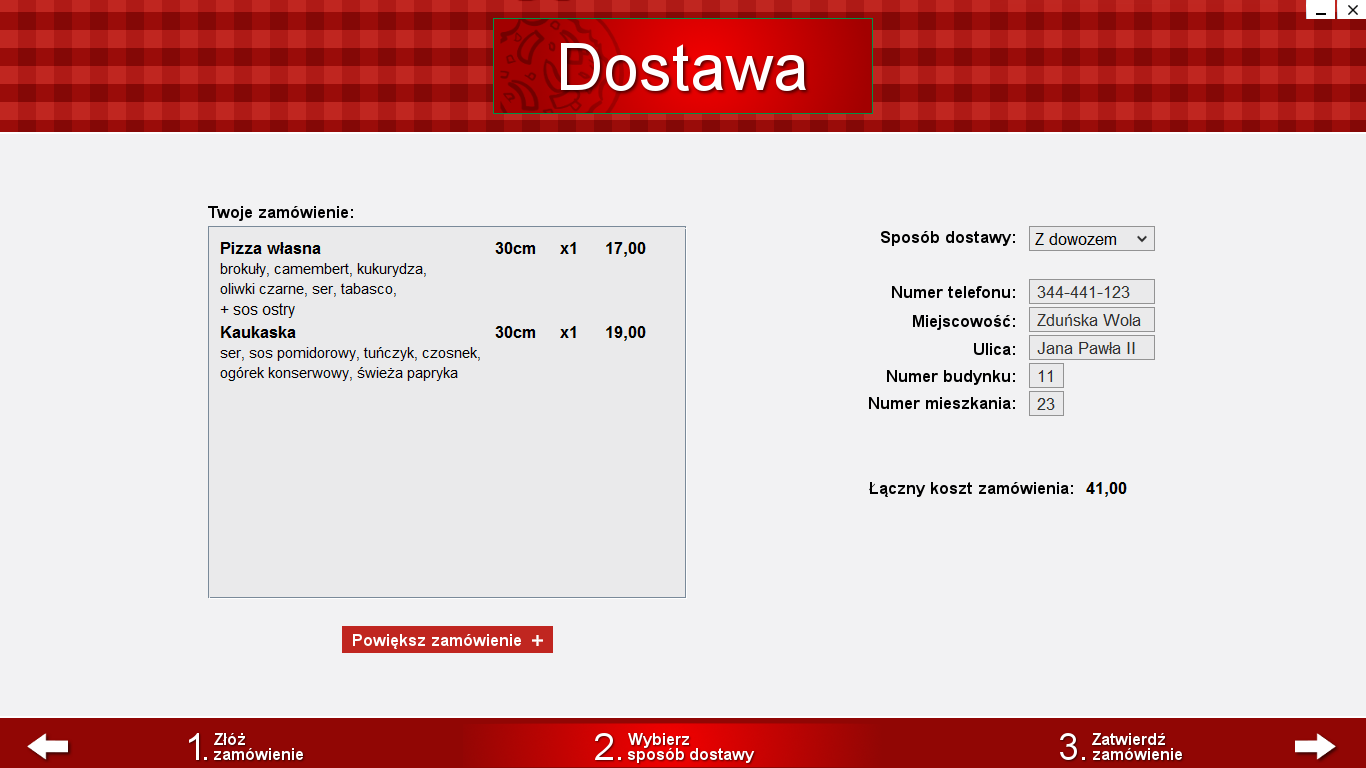 Dostawa
Twoje zamówienie:
Pizza własna 30cm x1 17,00
brokuły, camembert, kukurydza,
oliwki czarne, ser, tabasco,
+ sos ostry
Kaukaska 30cm x1 19,00
ser, sos pomidorowy, tuńczyk, czosnek,
ogórek konserwowy, świeża papryka
Powiększ zamówienie +
Sposób dostawy: Z dowozem
Numer telefonu: 344-441-123
Miejscowość: Zduńska Wola
Ulica: Jana Pawła II
Numer budynku: 11
Numer mieszkania: 23
Łączny koszt zamówienia: 41,00
1. Złóż
zamówienie
2. Wybierz
sposób dostawy
3. Zatwierdź
zamówienie